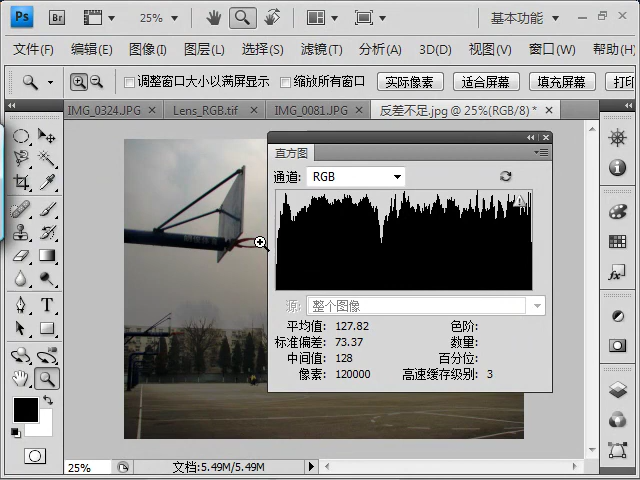 Ps Br 25% 基本功能
文件(F) 编辑(E) 图像(I) 图层(L) 选择(S) 滤镜(T) 分析(A) 3D(D) 视图(V) 窗口(W) 帮助(H)
调整窗口大小以满屏显示 缩放所有窗口 实际像素 适合屏幕 填充屏幕 打印
IMG_0324.JPG Lens_RGB.tif IMG_0081.JPG 反差不足.jpg @ 25%(RGB/8) *
直方图
通道: RGB
源: 整个图像
平均值: 127.82 色阶:
标准偏差: 73.37 数量:
中间值: 128 百分位:
像素: 120000 高速缓存级别: 3
25% 文档:5.49M/5.49M